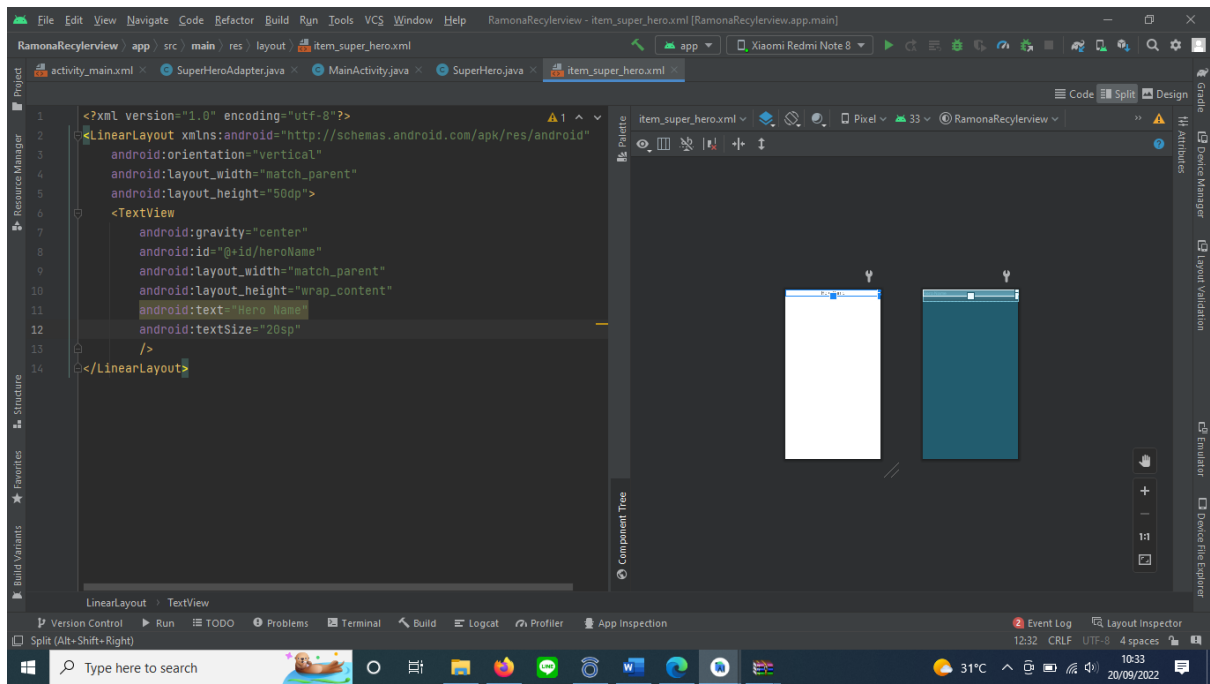 File Edit View Navigate Code Refactor Build Run Tools VCS Window Help RamonaRecylerview - item_super_hero.xml [RamonaRecylerview.app.main]
RamonaRecylerview app src main res layout item_super_hero.xml app Xiaomi Redmi Note 8
activity_main.xml SuperHeroAdapter.java MainActivity.java SuperHero.java item_super_hero.xml
Code Split Design
item_super_hero.xml Pixel 33 RamonaRecylerview
1 <?xml version="1.0" encoding="utf-8"?> 1
2 <LinearLayout xmlns:android="http://schemas.android.com/apk/res/android"
3 android:orientation="vertical"
4 android:layout_width="match_parent"
5 android:layout_height="50dp">
6 <TextView
7 android:gravity="center"
8 android:id="@+id/heroName"
9 android:layout_width="match_parent"
10 android:layout_height="wrap_content"
11 android:text="Hero Name"
12 android:textSize="20sp"
13 />
14 </LinearLayout>
Project
Resource Manager
Structure
Favorites
Build Variants
Palette
Component Tree
1:1
Gradle
Attributes
Device Manager
Layout Validation
Emulator
Device File Explorer
LinearLayout TextView
Version Control Run TODO Problems Terminal Build Logcat Profiler App Inspection 2 Event Log Layout Inspector
Split (Alt+Shift+Right) 12:32 CRLF UTF-8 4 spaces
Type here to search LINE W 31°C 10:33
20/09/2022